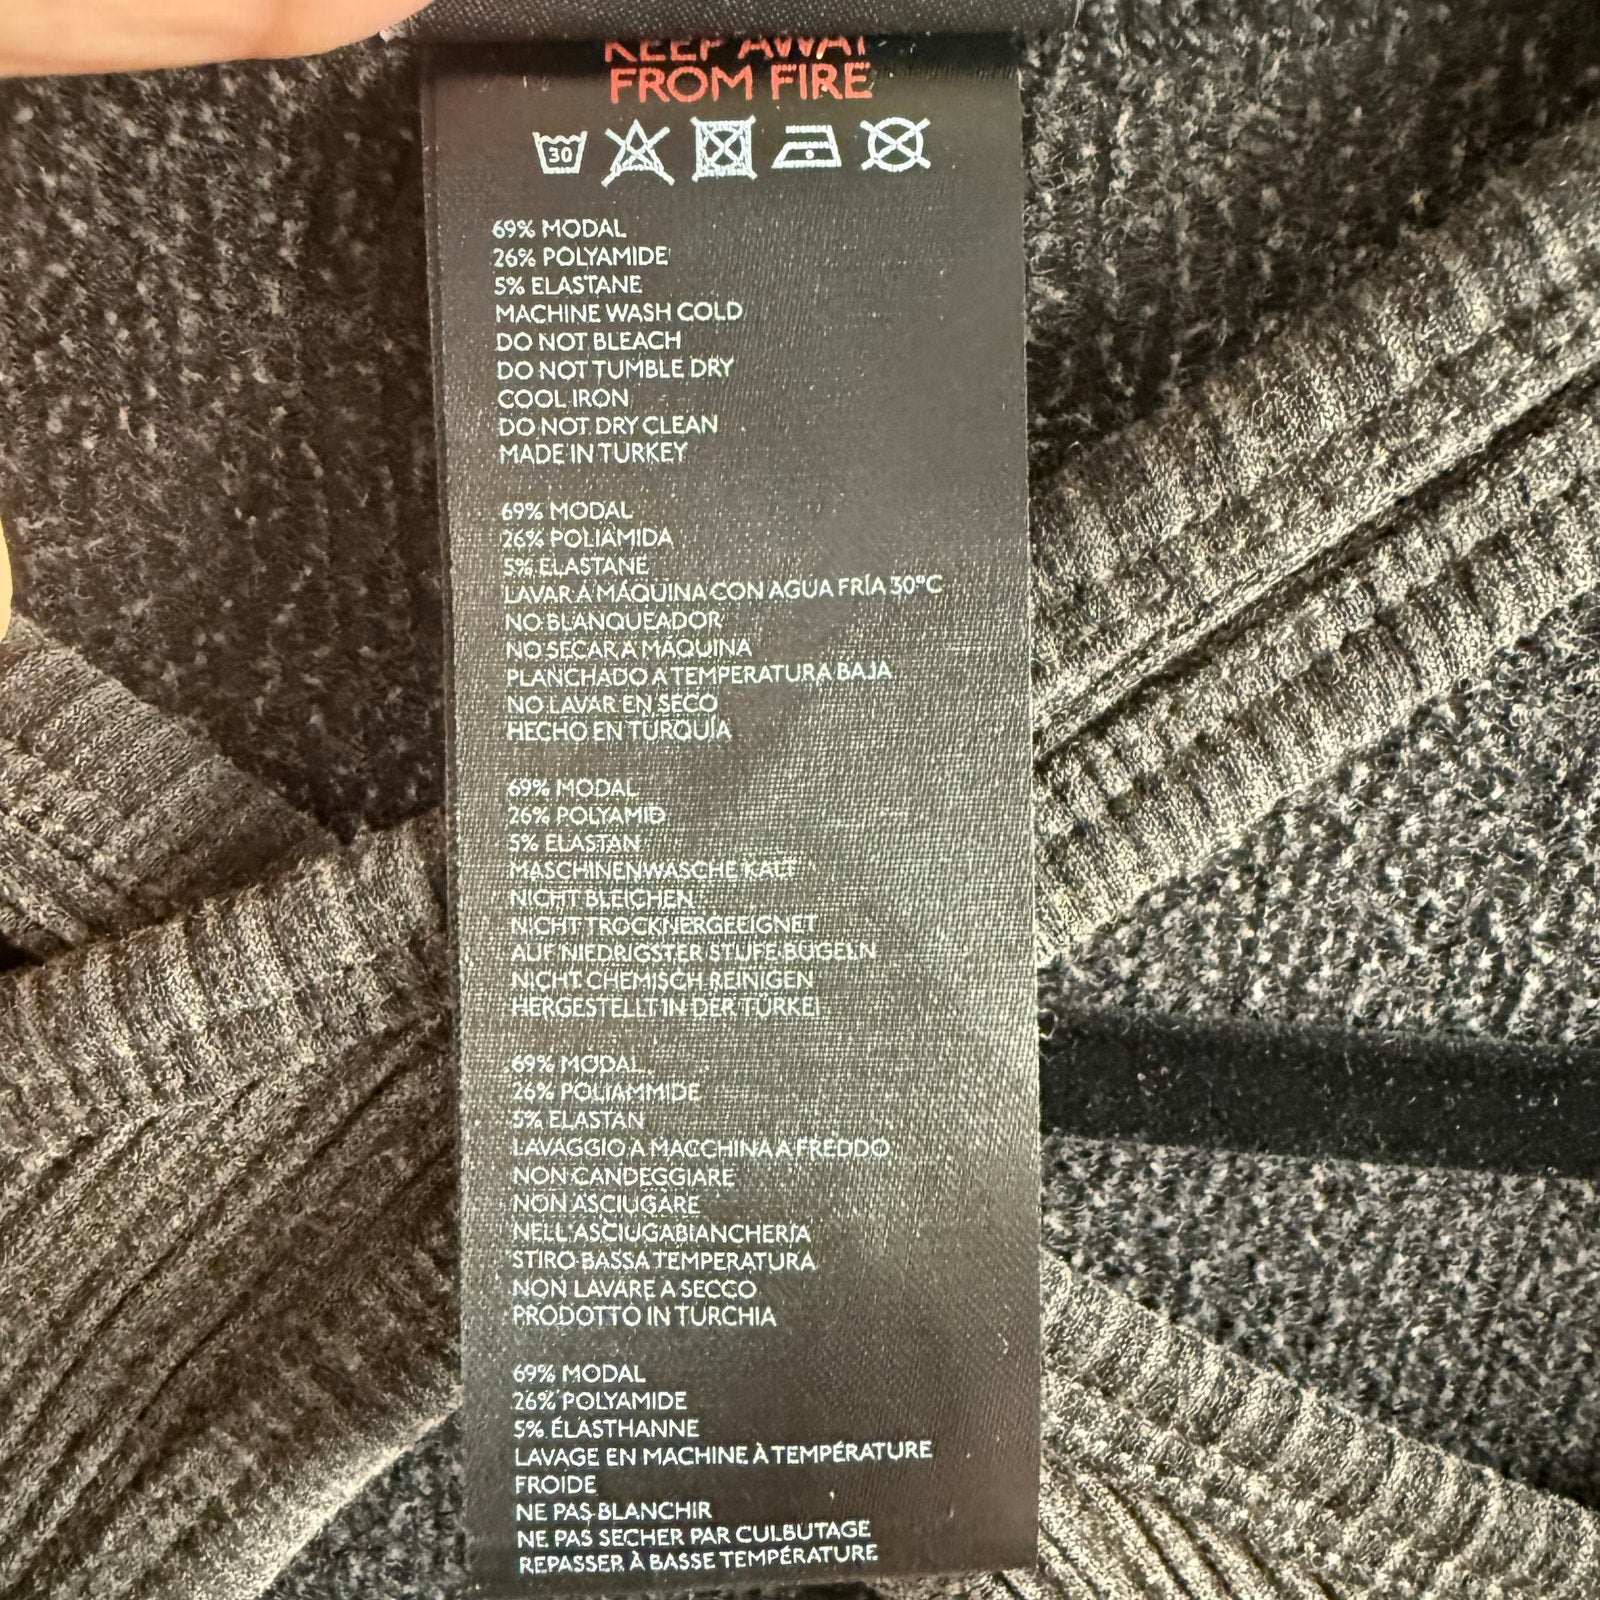 KEEP AWAY
FROM FIRE
30
69% MODAL
26% POLYAMIDE
5% ELASTANE
MACHINE WASH COLD
DO NOT BLEACH
DO NOT TUMBLE DRY
COOL IRON
DO NOT DRY CLEAN
MADE IN TURKEY
69% MODAL
26% POLIAMIDA
5% ELASTANE
LAVAR A MÁQUINA CON AGUA FRÍA 30ºC
NO BLANQUEADOR
NO SECAR A MÁQUINA
PLANCHADO A TEMPERATURA BAJA
NO LAVAR EN SECO
HECHO EN TURQUÍA
69% MODAL
26% POLYAMID
5% ELASTAN
MASCHINENWÄSCHE KALT
NICHT BLEICHEN
NICHT TROCKNERGEEIGNET
AUF NIEDRIGSTER STUFE BÜGELN
NICHT CHEMISCH REINIGEN
HERGESTELLT IN DER TÜRKEI
69% MODAL
26% POLIAMMIDE
5% ELASTAN
LAVAGGIO A MACCHINA A FREDDO
NON CANDEGGIARE
NON ASCIUGARE
NELL'ASCIUGABIANCHERIA
STIRO BASSA TEMPERATURA
NON LAVARE A SECCO
PRODOTTO IN TURCHIA
69% MODAL
26% POLYAMIDE
5% ÉLASTHANNE
LAVAGE EN MACHINE À TEMPÉRATURE
FROIDE
NE PAS BLANCHIR
NE PAS SÉCHER PAR CULBUTAGE
REPASSER À BASSE TEMPÉRATURE